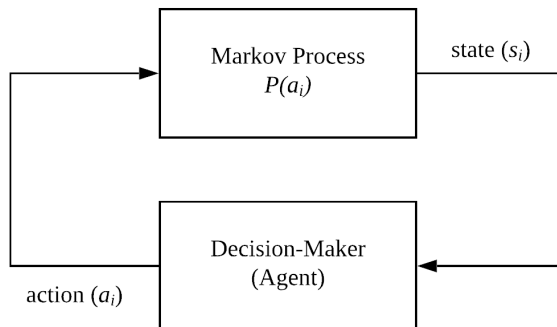 Markov Process
P(aᵢ)
state (sᵢ)
Decision-Maker
(Agent)
action (aᵢ)